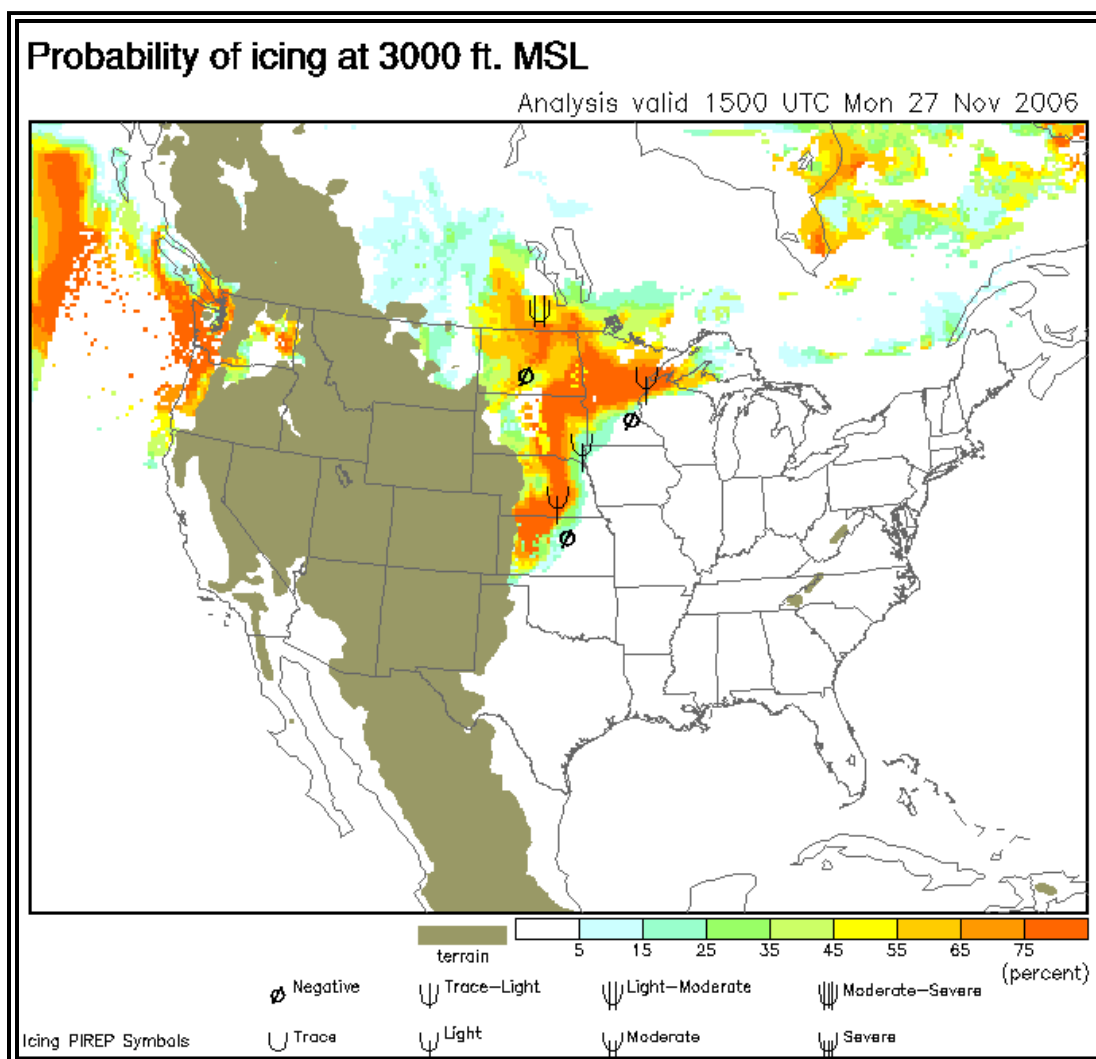 Probability of icing at 3000 ft. MSL
Analysis valid 1500 UTC Mon 27 Nov 2006
5 15 25 35 45 55 65 75
terrain
(percent)
Negative Trace-Light Light-Moderate Moderate-Severe
Icing PIREP Symbols Trace Light Moderate Severe